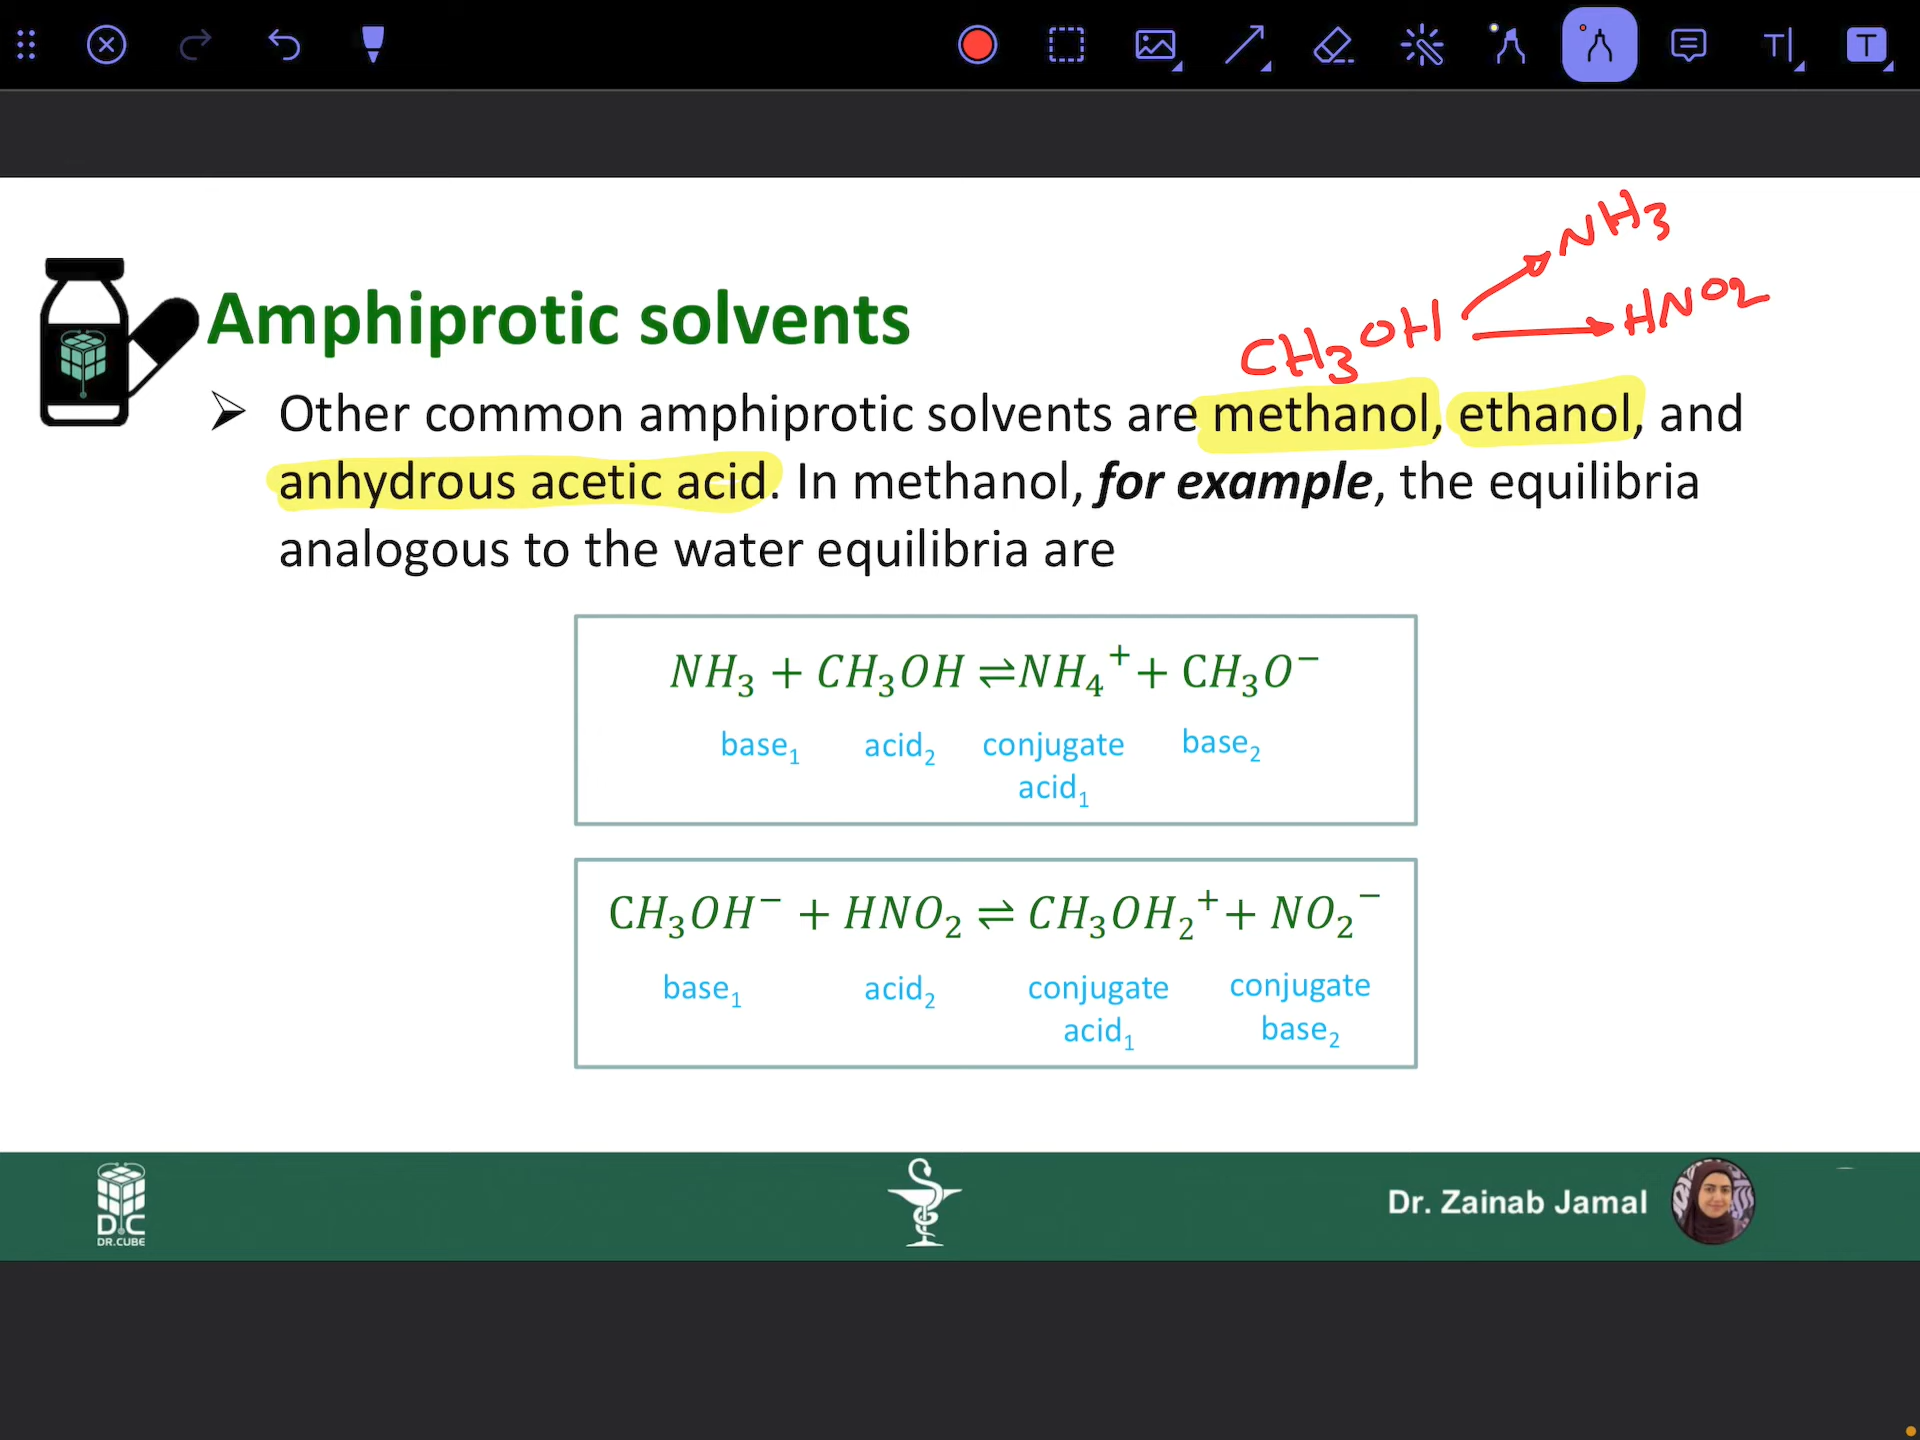 NH3
CH3OH
HNO2
Amphiprotic solvents
➢ Other common amphiprotic solvents are methanol, ethanol, and
anhydrous acetic acid. In methanol, for example, the equilibria
analogous to the water equilibria are
NH₃ + CH₃OH ⇌NH₄⁺+ CH₃O⁻
base₁ acid₂ conjugate base₂
acid₁
CH₃OH⁻ + HNO₂ ⇌ CH₃OH₂⁺+ NO₂⁻
base₁ acid₂ conjugate conjugate
acid₁ base₂
D C
DR.CUBE
Dr. Zainab Jamal